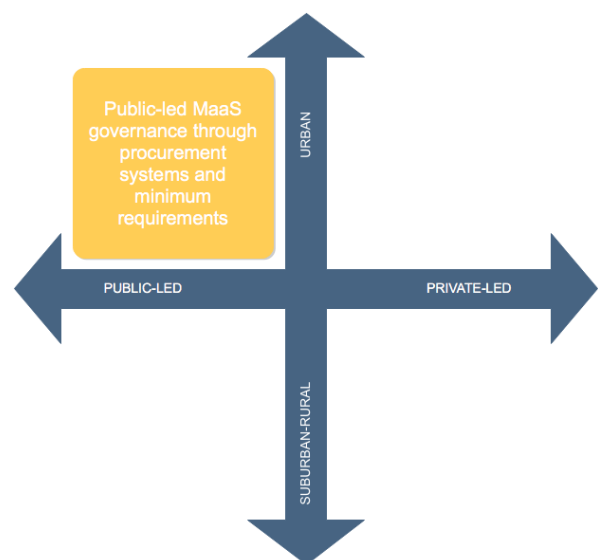 Public-led MaaS
governance through
procurement
systems and
minimum
requirements
URBAN
PUBLIC-LED
PRIVATE-LED
SUBURBAN-RURAL